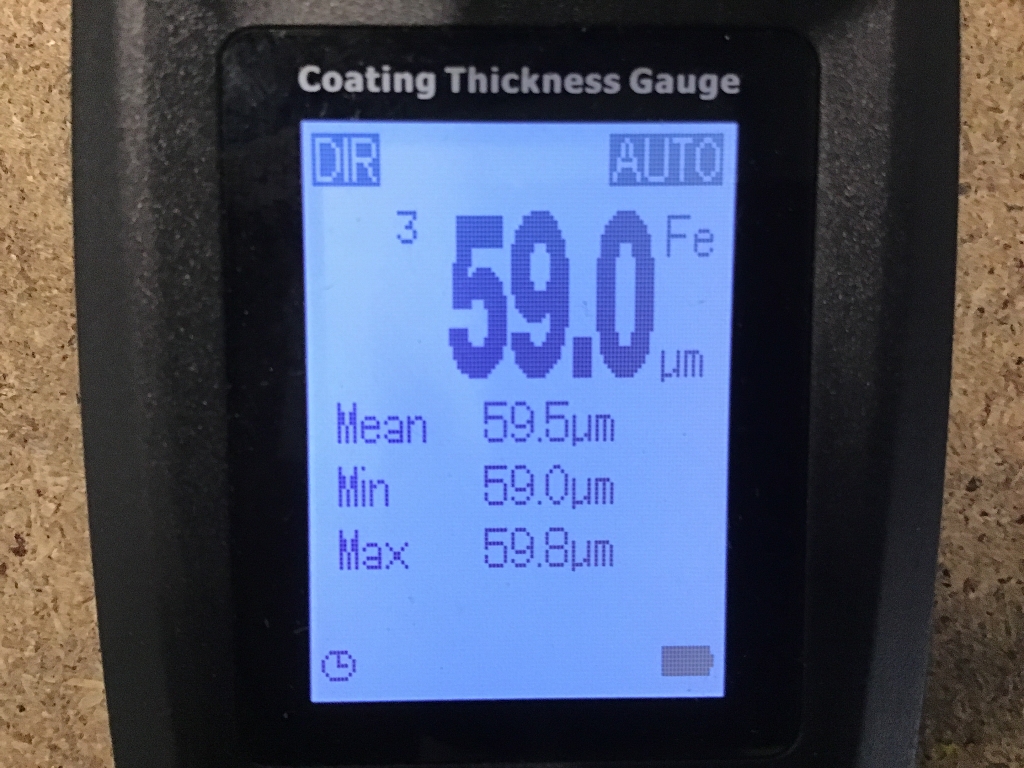 Coating Thickness Gauge
DIR AUTO
3 59.0 Fe
µm
Mean 59.5µm
Min 59.0µm
Max 59.8µm